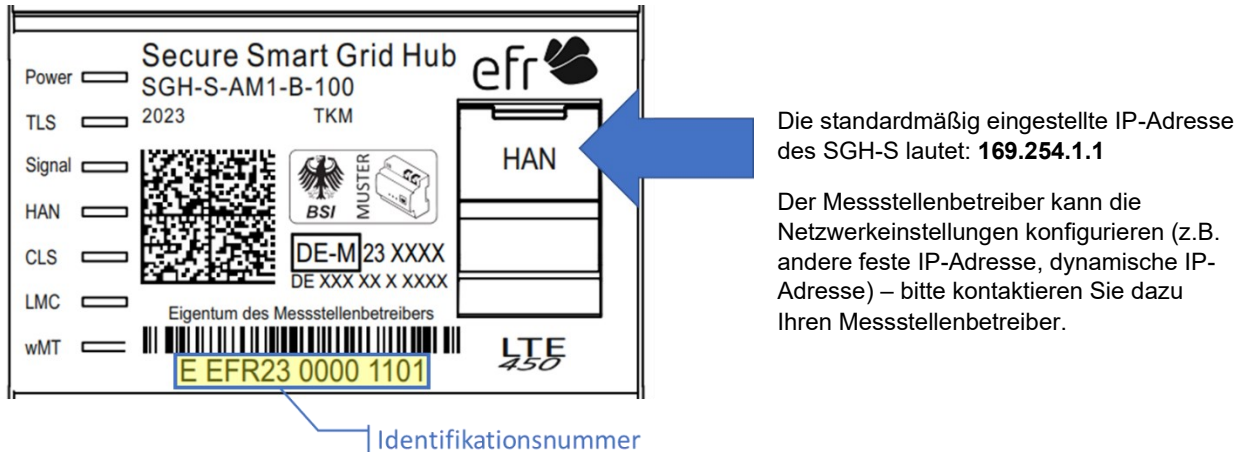 Secure Smart Grid Hub
SGH-S-AM1-B-100
2023 TKM
efr
Power
TLS
Signal
HAN
CLS
LMC
wMT
BSI
MUSTER
DE-M 23 XXXX
DE XXX XX X XXXX
Eigentum des Messstellenbetreibers
E EFR23 0000 1101
HAN
LTE
450
Identifikationsnummer
Die standardmäßig eingestellte IP-Adresse
des SGH-S lautet: 169.254.1.1
Der Messstellenbetreiber kann die
Netzwerkeinstellungen konfigurieren (z.B.
andere feste IP-Adresse, dynamische IP-
Adresse) – bitte kontaktieren Sie dazu
Ihren Messstellenbetreiber.